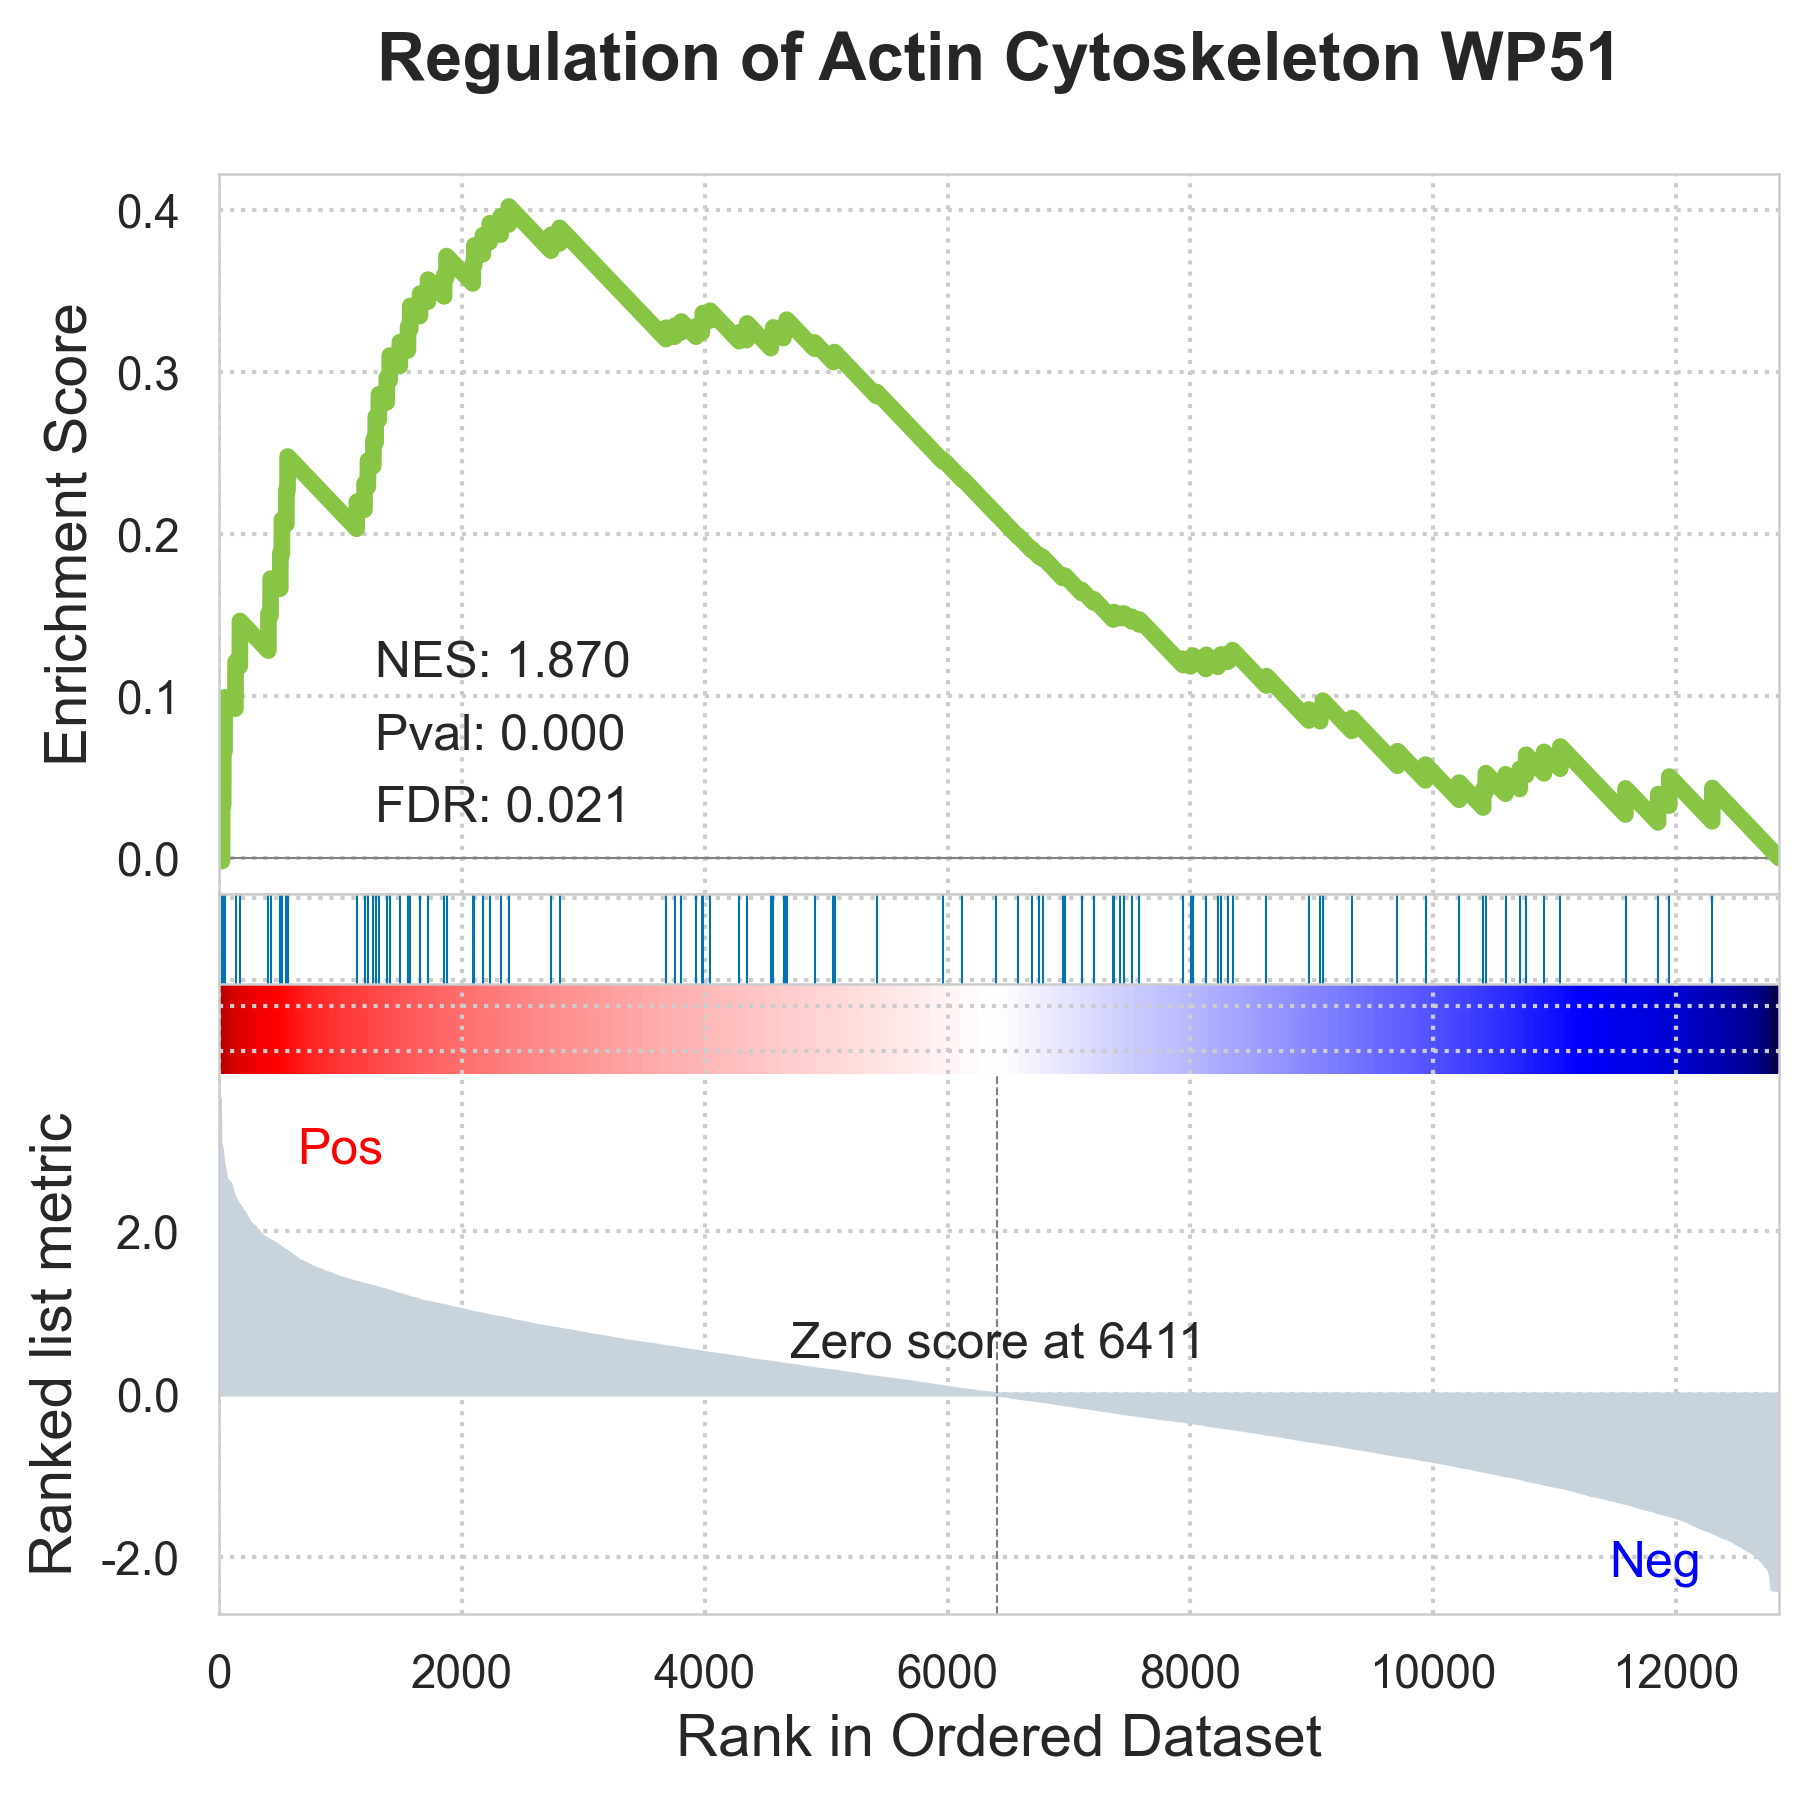 Regulation of Actin Cytoskeleton WP51
Enrichment Score
0.4
0.3
0.2
0.1
0.0
NES: 1.870
Pval: 0.000
FDR: 0.021
Ranked list metric
Pos
2.0
0.0
-2.0
Zero score at 6411
Neg
0 2000 4000 6000 8000 10000 12000
Rank in Ordered Dataset